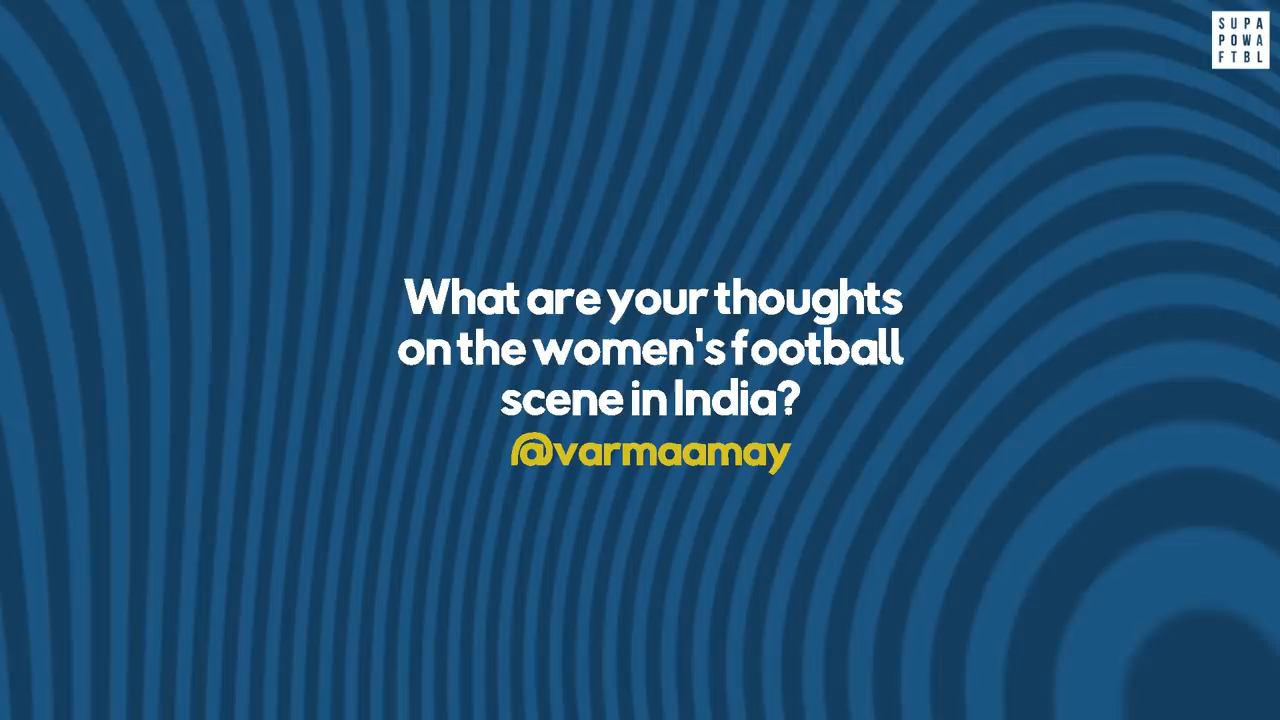 SUPA
POWA
FTBL
What are your thoughts
on the women's football
scene in India?
@varmaamay